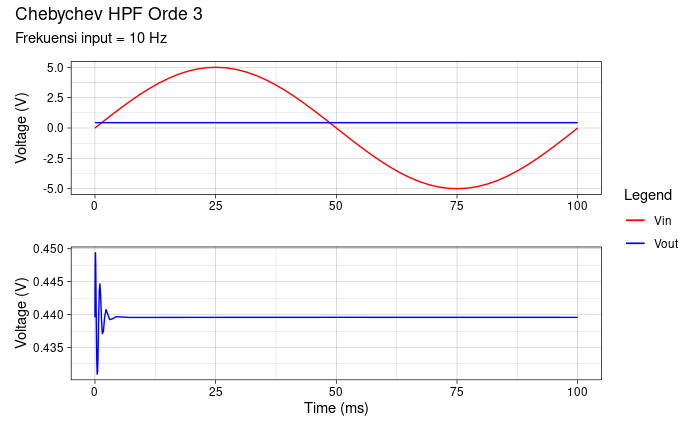 Chebychev HPF Orde 3
Frekuensi input = 10 Hz
Voltage (V)
5.0
2.5
0.0
-2.5
-5.0
0 25 50 75 100
Legend
Vin
Vout
Voltage (V)
0.450
0.445
0.440
0.435
0 25 50 75 100
Time (ms)